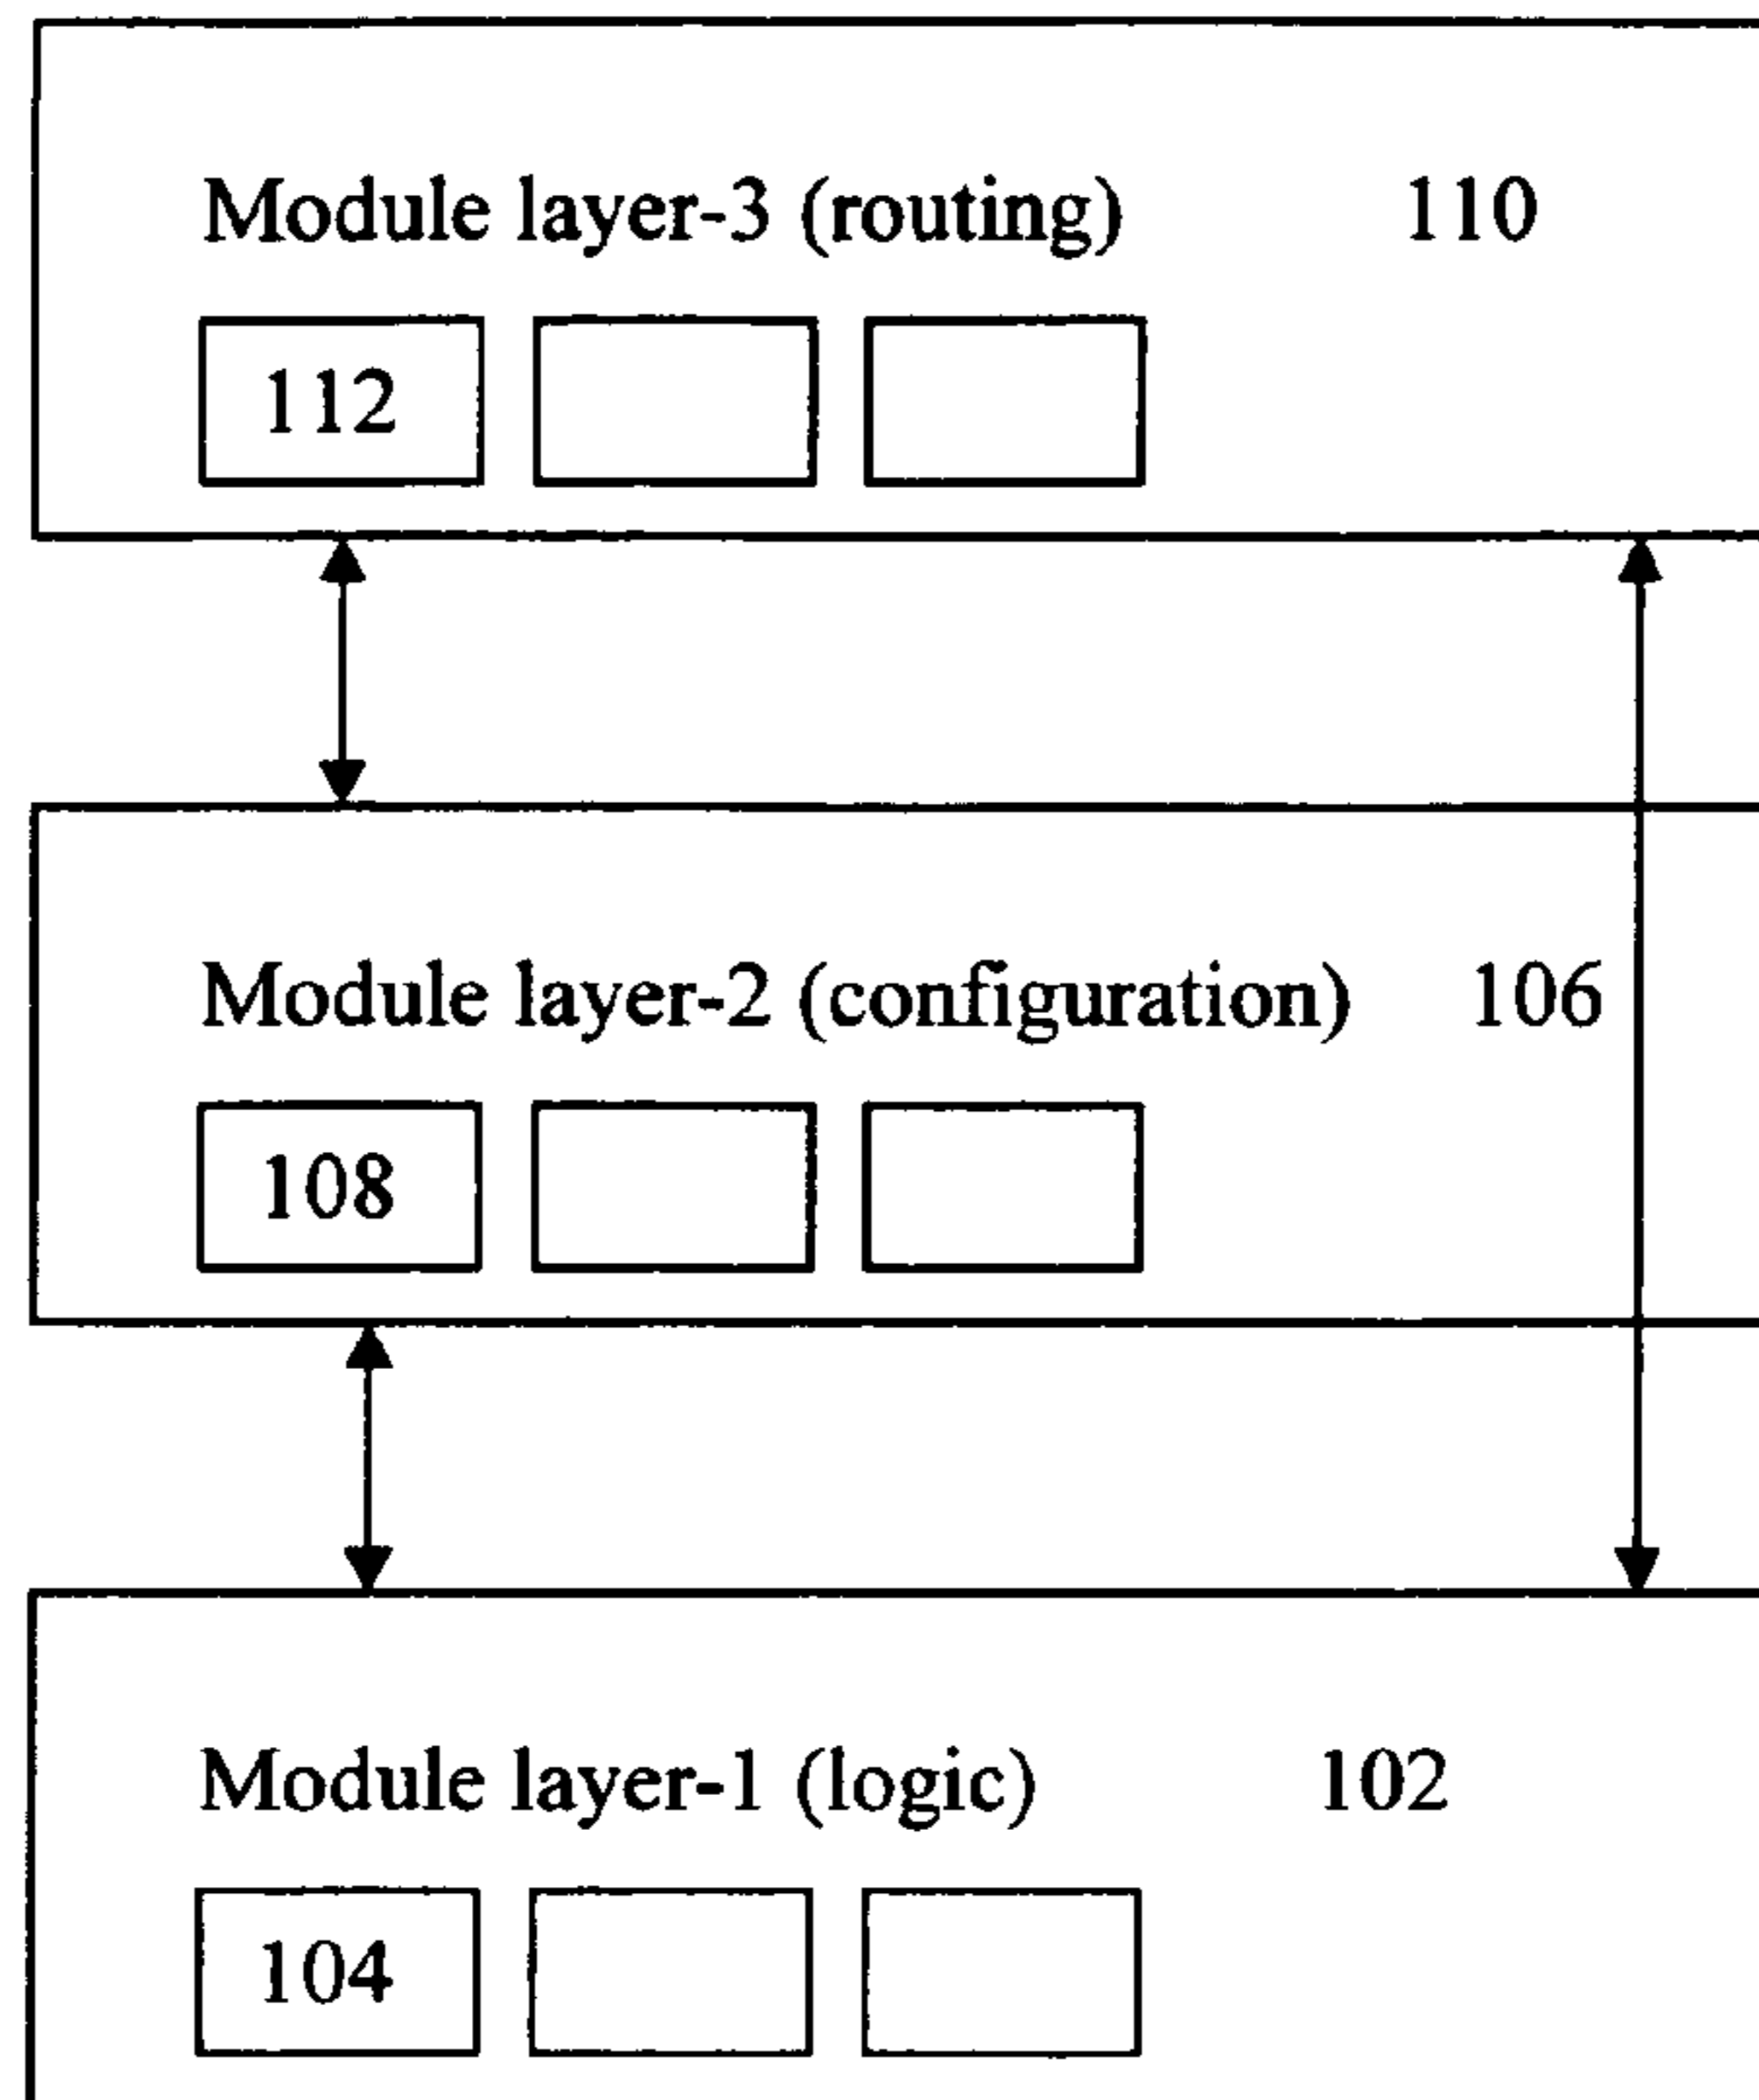 Module layer-3 (routing) 110
112
Module layer-2 (configuration) 106
108
Module layer-1 (logic) 102
104